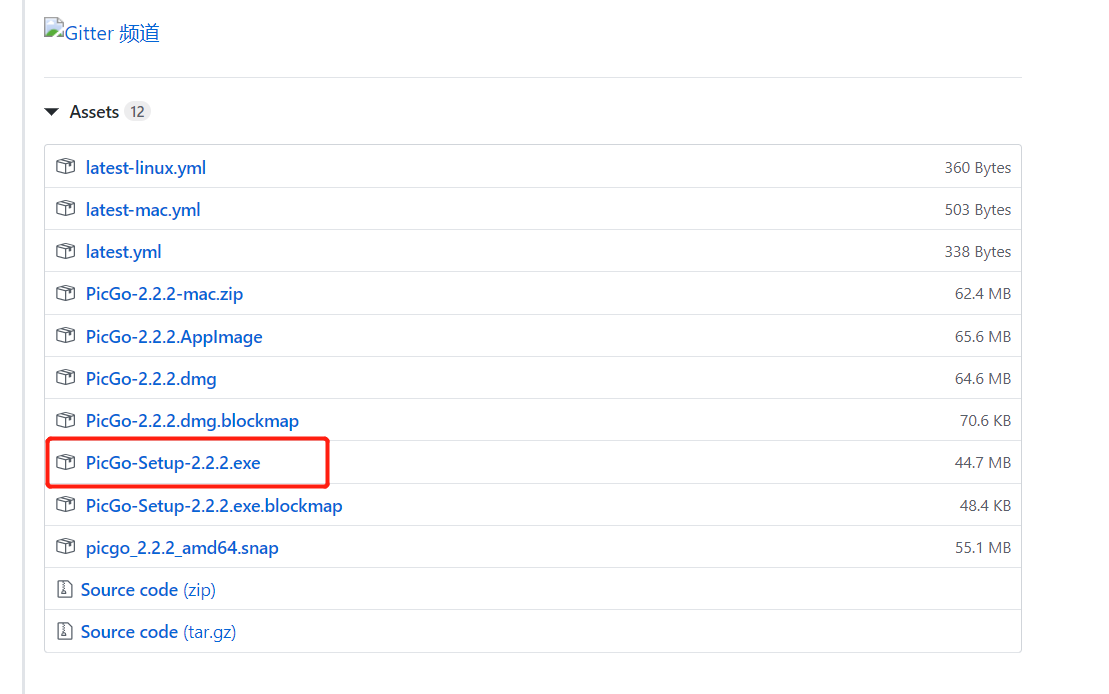 Gitter 频道
Assets 12
latest-linux.yml 360 Bytes
latest-mac.yml 503 Bytes
latest.yml 338 Bytes
PicGo-2.2.2-mac.zip 62.4 MB
PicGo-2.2.2.AppImage 65.6 MB
PicGo-2.2.2.dmg 64.6 MB
PicGo-2.2.2.dmg.blockmap 70.6 KB
PicGo-Setup-2.2.2.exe 44.7 MB
PicGo-Setup-2.2.2.exe.blockmap 48.4 KB
picgo_2.2.2_amd64.snap 55.1 MB
Source code (zip)
Source code (tar.gz)